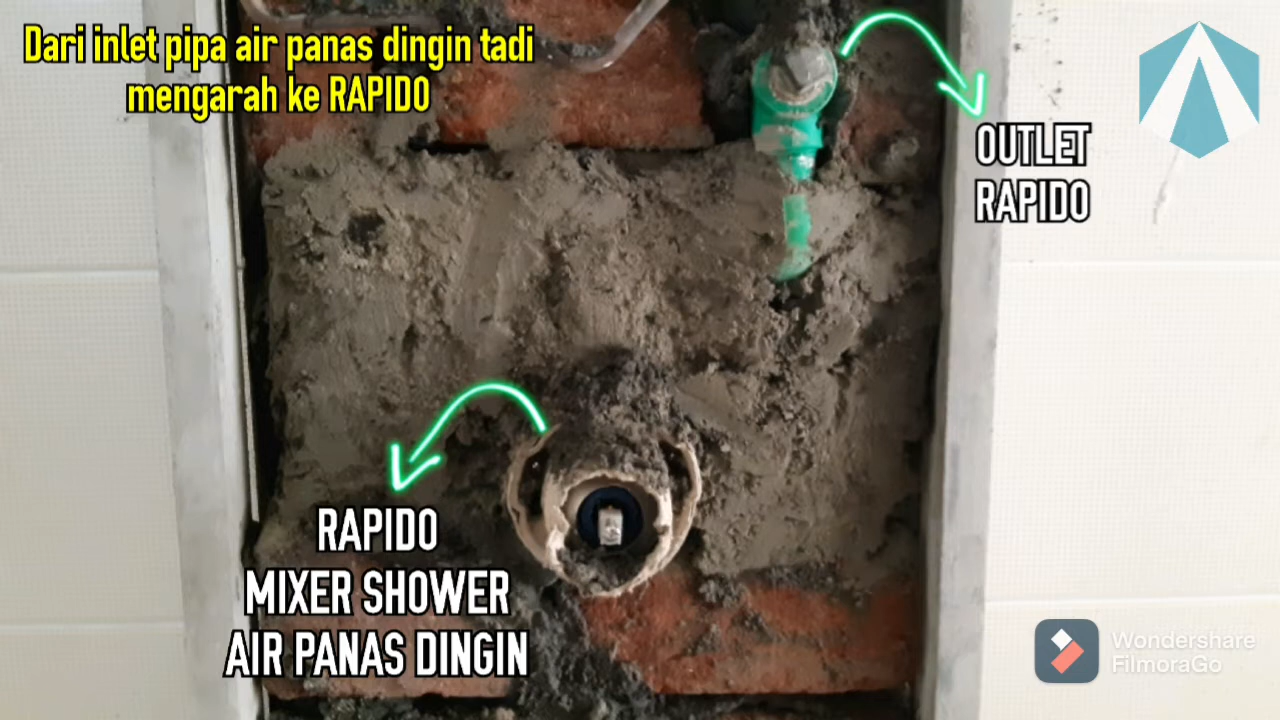 Dari inlet pipa air panas dingin tadi
mengarah ke RAPIDO
OUTLET
RAPIDO
RAPIDO
MIXER SHOWER
AIR PANAS DINGIN
Wondershare
FilmoraGo